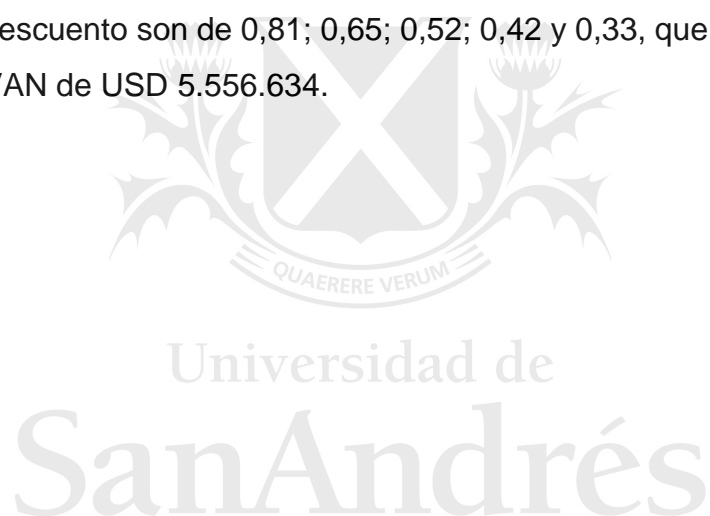 escuento son de 0,81; 0,65; 0,52; 0,42 y 0,33, que
VAN de USD 5.556.634.
QUAERERE VERUM
Universidad de
SanAndrés